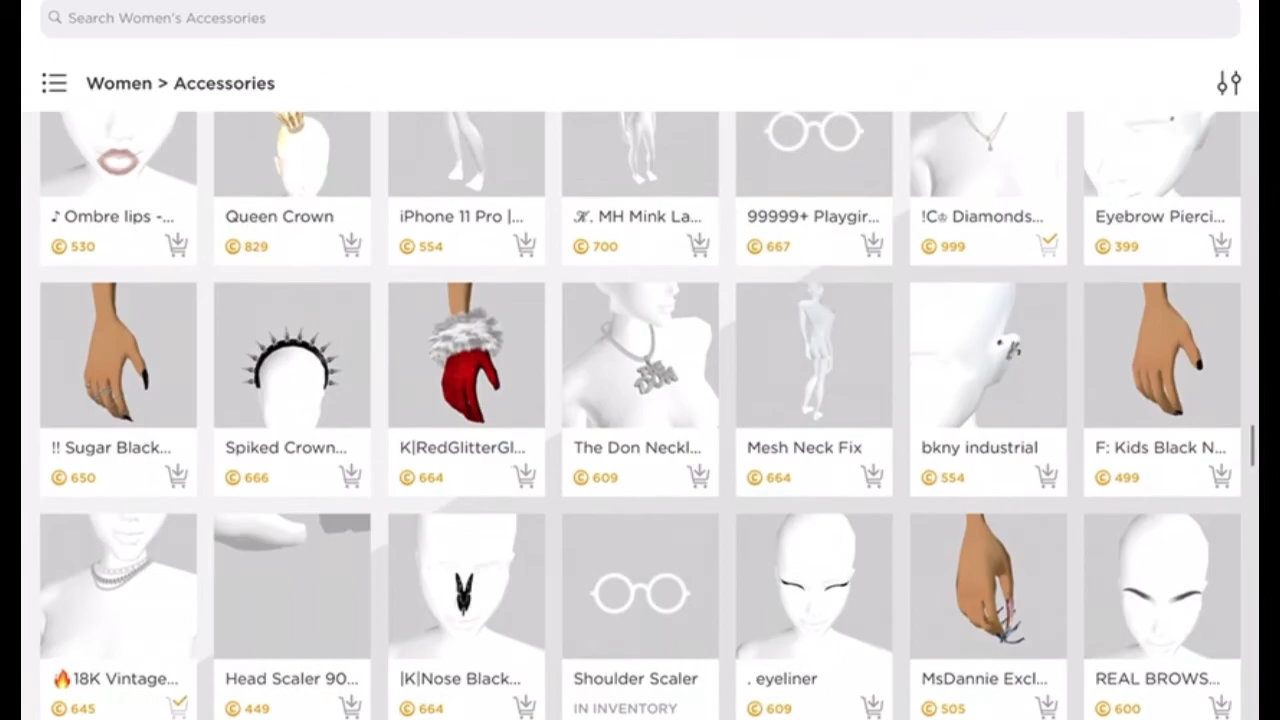 Search Women's Accessories
Women > Accessories
♪ Ombre lips -...
Queen Crown
iPhone 11 Pro |...
𝒦. MH Mink La...
99999+ Playgir...
!C♔ Diamonds...
Eyebrow Pierci...
530
829
554
700
667
999
399
!! Sugar Black...
Spiked Crown...
K|RedGlitterGl...
The Don Neckl...
Mesh Neck Fix
bkny industrial
F: Kids Black N...
650
666
664
609
664
554
499
🔥18K Vintage...
Head Scaler 90...
|K|Nose Black...
Shoulder Scaler
. eyeliner
MsDannie Excl...
REAL BROWS...
645
449
664
IN INVENTORY
609
505
600